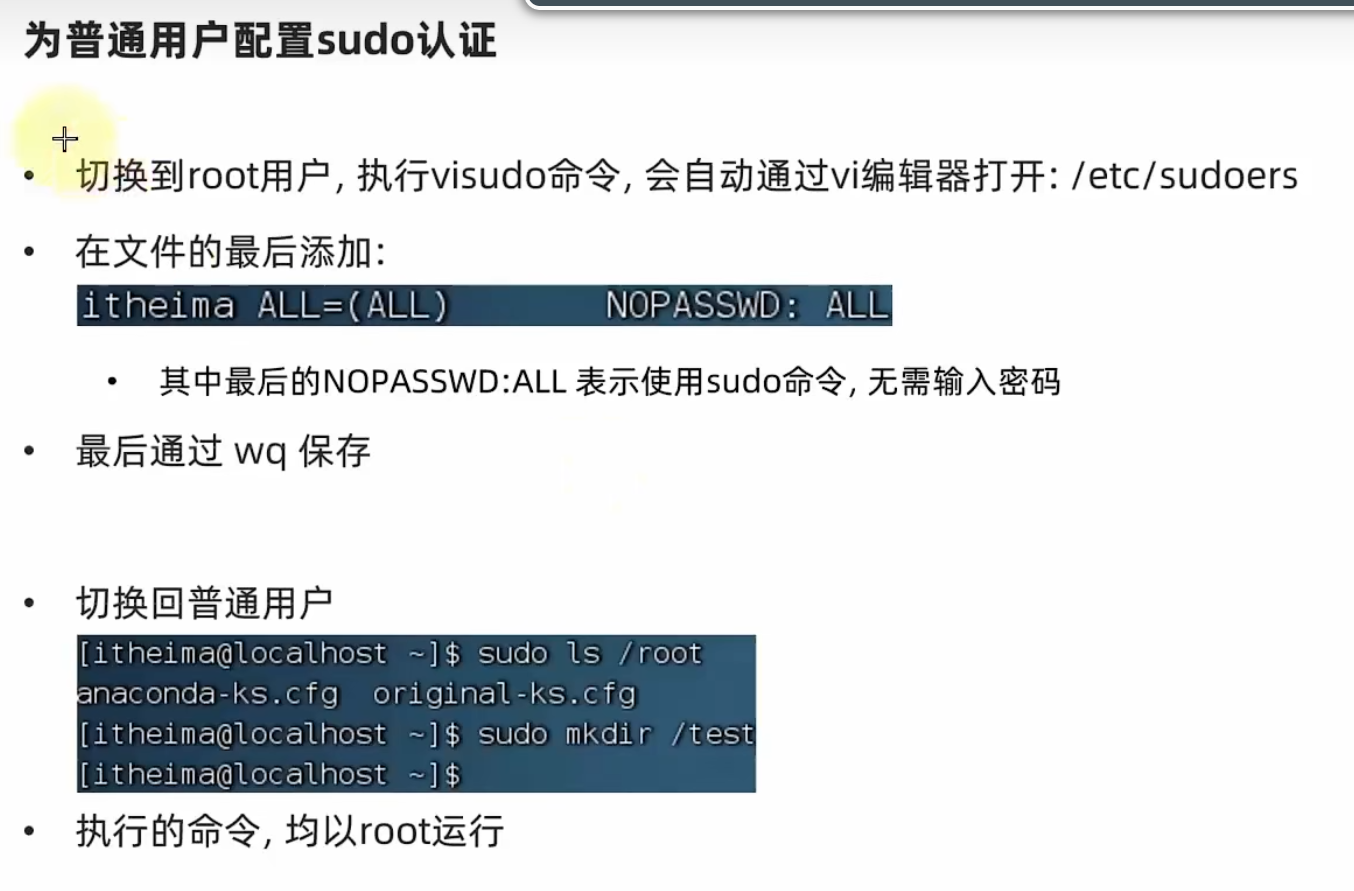 为普通用户配置sudo认证
• 切换到root用户, 执行visudo命令, 会自动通过vi编辑器打开: /etc/sudoers
• 在文件的最后添加:
itheima ALL=(ALL)       NOPASSWD: ALL
• 其中最后的NOPASSWD:ALL 表示使用sudo命令, 无需输入密码
• 最后通过 wq 保存
• 切换回普通用户
[itheima@localhost ~]$ sudo ls /root
anaconda-ks.cfg  original-ks.cfg
[itheima@localhost ~]$ sudo mkdir /test
[itheima@localhost ~]$
• 执行的命令, 均以root运行